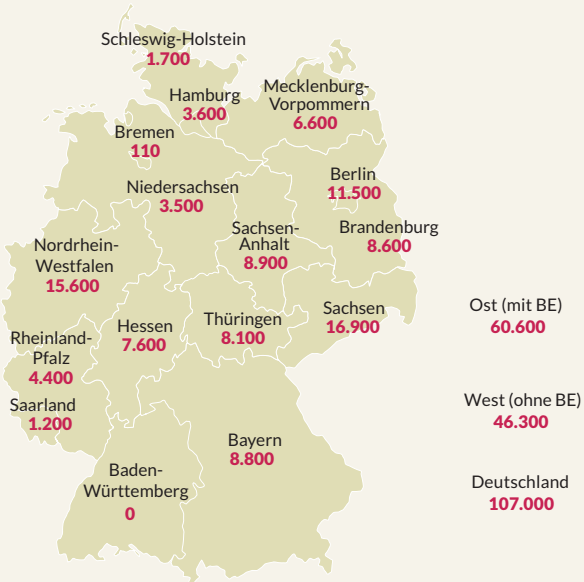 Schleswig-Holstein
1.700
Hamburg
3.600
Mecklenburg-
Vorpommern
6.600
Bremen
110
Niedersachsen
3.500
Berlin
11.500
Sachsen-
Anhalt
8.900
Brandenburg
8.600
Nordrhein-
Westfalen
15.600
Hessen
7.600
Thüringen
8.100
Sachsen
16.900
Rheinland-
Pfalz
4.400
Saarland
1.200
Bayern
8.800
Baden-
Württemberg
0
Ost (mit BE)
60.600
West (ohne BE)
46.300
Deutschland
107.000